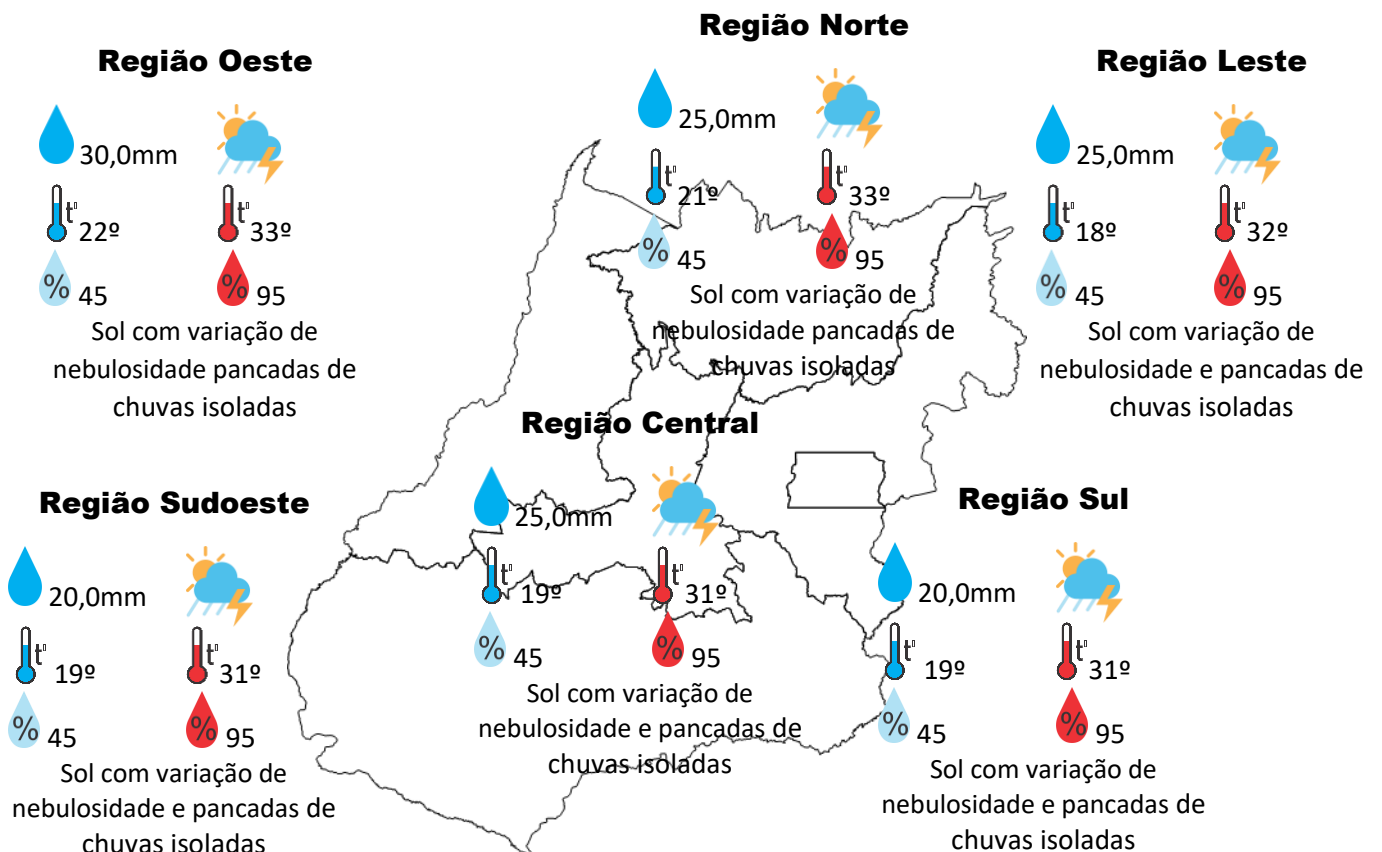 Região Norte
25,0mm
t°
21º
t°
33º
% 45
% 95
Sol com variação de
nebulosidade pancadas de
chuvas isoladas
Região Oeste
30,0mm
t°
22º
t°
33º
% 45
% 95
Sol com variação de
nebulosidade pancadas de
chuvas isoladas
Região Leste
25,0mm
t°
18º
t°
32º
% 45
% 95
Sol com variação de
nebulosidade e pancadas de
chuvas isoladas
Região Central
25,0mm
t°
19º
t°
31º
% 45
% 95
Sol com variação de
nebulosidade e pancadas de
chuvas isoladas
Região Sudoeste
20,0mm
t°
19º
t°
31º
% 45
% 95
Sol com variação de
nebulosidade e pancadas de
chuvas isoladas
Região Sul
20,0mm
t°
19º
t°
31º
% 45
% 95
Sol com variação de
nebulosidade e pancadas de
chuvas isoladas